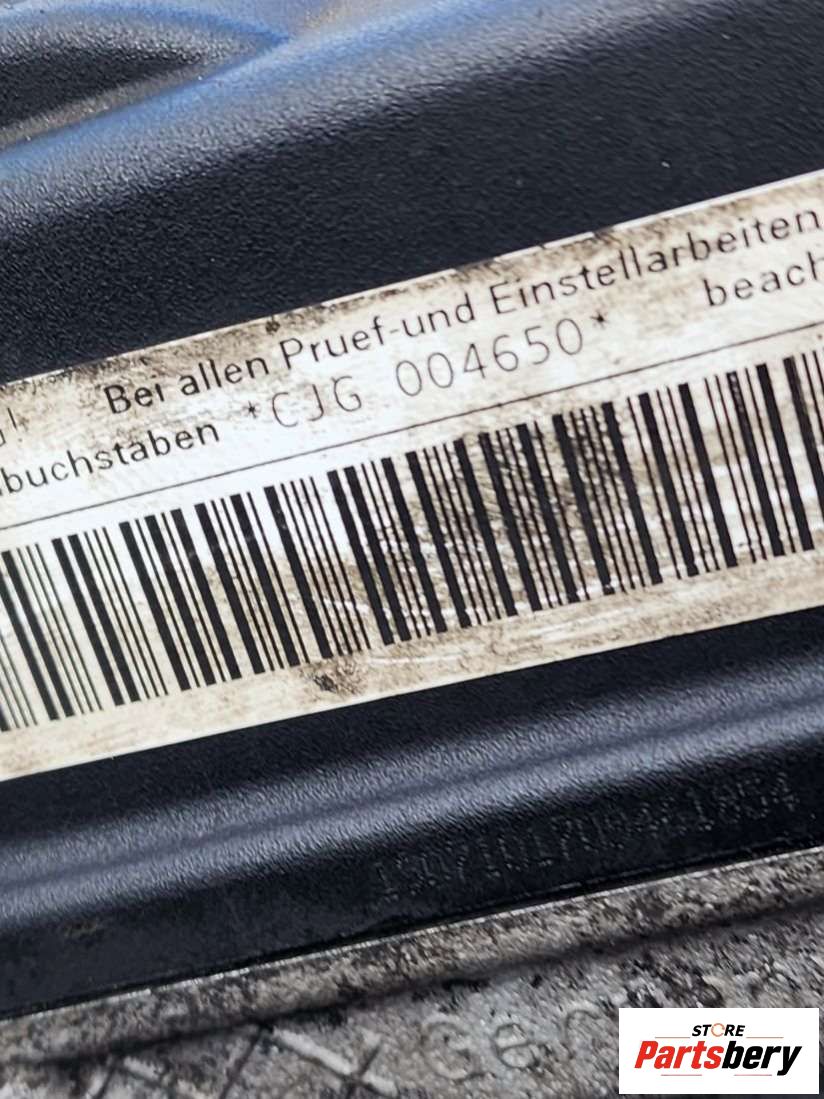 Bei allen Pruef-und Einstellarbeiten
beach
buchstaben *CJG 004650*
STORE
Partsbery